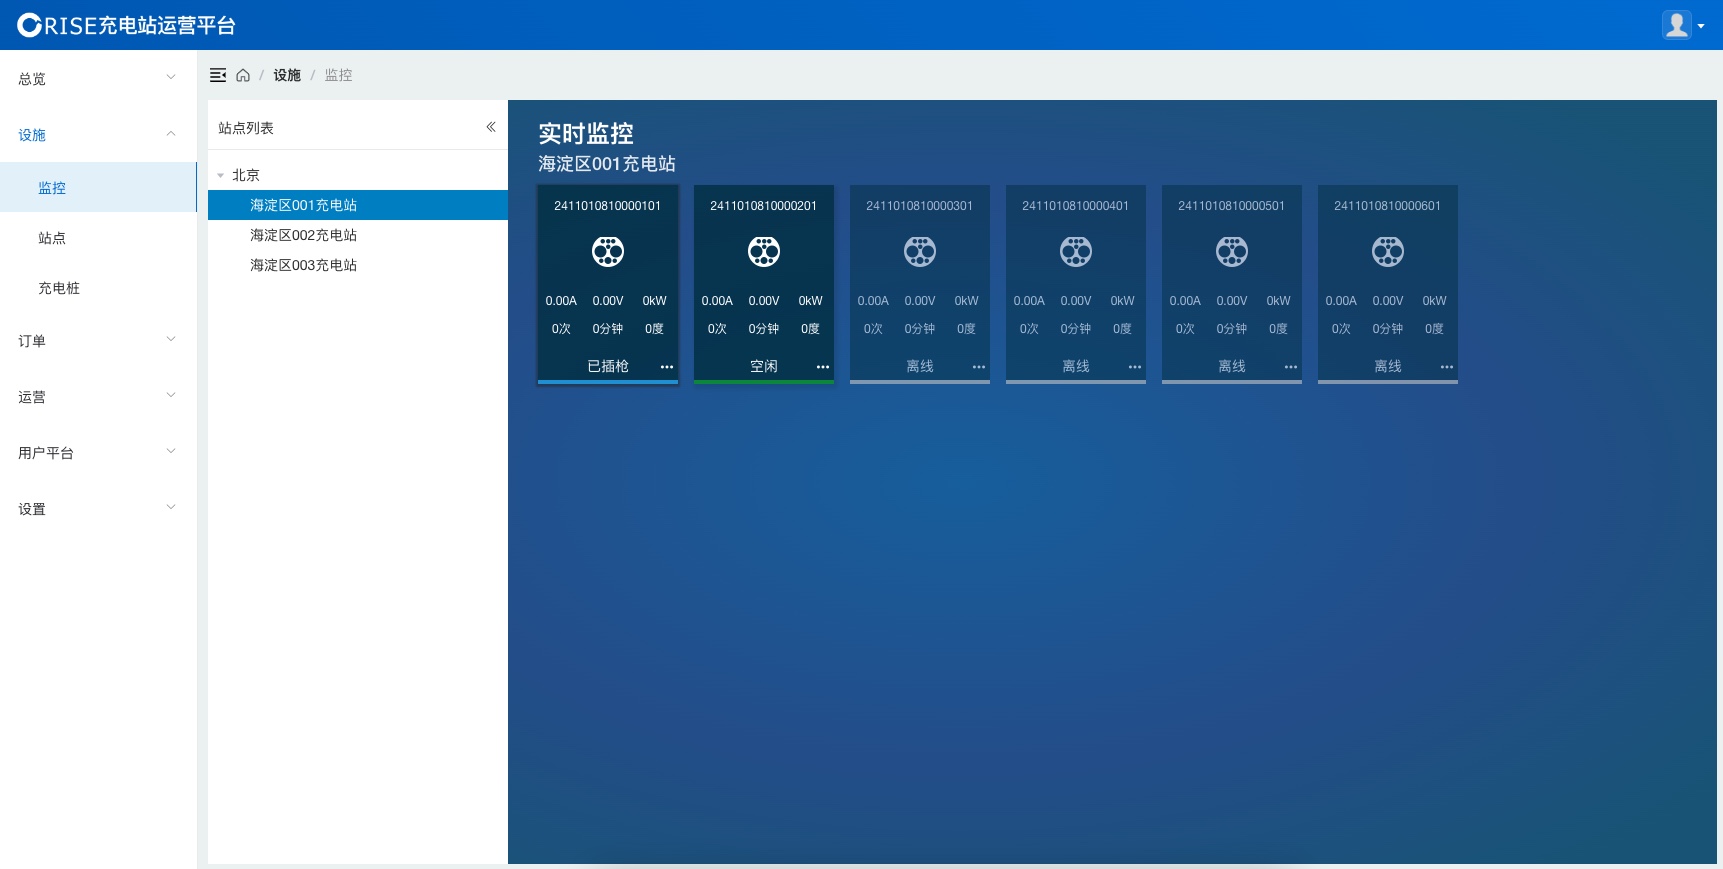 RISE充电站运营平台
总览
设施
监控
站点
充电桩
订单
运营
用户平台
设置
/ 设施 / 监控
站点列表
北京
海淀区001充电站
海淀区002充电站
海淀区003充电站
实时监控
海淀区001充电站
2411010810000101
0.00A 0.00V 0kW
0次 0分钟 0度
已插枪
2411010810000201
0.00A 0.00V 0kW
0次 0分钟 0度
空闲
2411010810000301
0.00A 0.00V 0kW
0次 0分钟 0度
离线
2411010810000401
0.00A 0.00V 0kW
0次 0分钟 0度
离线
2411010810000501
0.00A 0.00V 0kW
0次 0分钟 0度
离线
2411010810000601
0.00A 0.00V 0kW
0次 0分钟 0度
离线